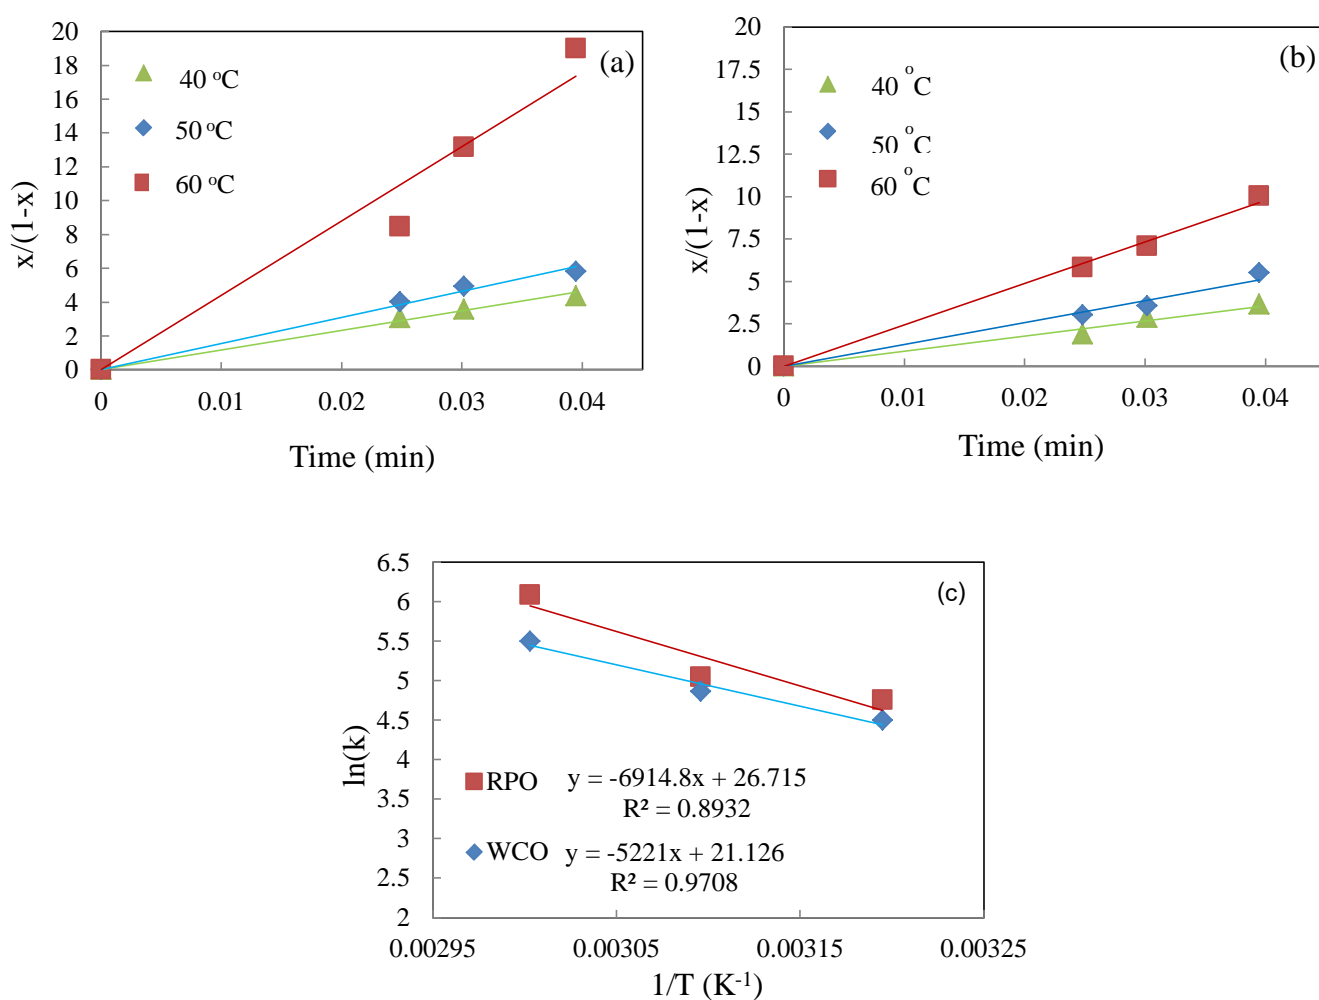 (a)
x/(1-x)
20
18
16
14
12
10
8
6
4
2
0
40 ºC
50 ºC
60 ºC
0 0.01 0.02 0.03 0.04
Time (min)
(b)
x/(1-x)
20
17.5
15
12.5
10
7.5
5
2.5
0
40 °C
50 °C
60 °C
0 0.01 0.02 0.03 0.04
Time (min)
(c)
ln(k)
6.5
6
5.5
5
4.5
4
3.5
3
2.5
2
RPO y = -6914.8x + 26.715
R² = 0.8932
WCO y = -5221x + 21.126
R² = 0.9708
0.00295 0.00305 0.00315 0.00325
1/T (K⁻¹)